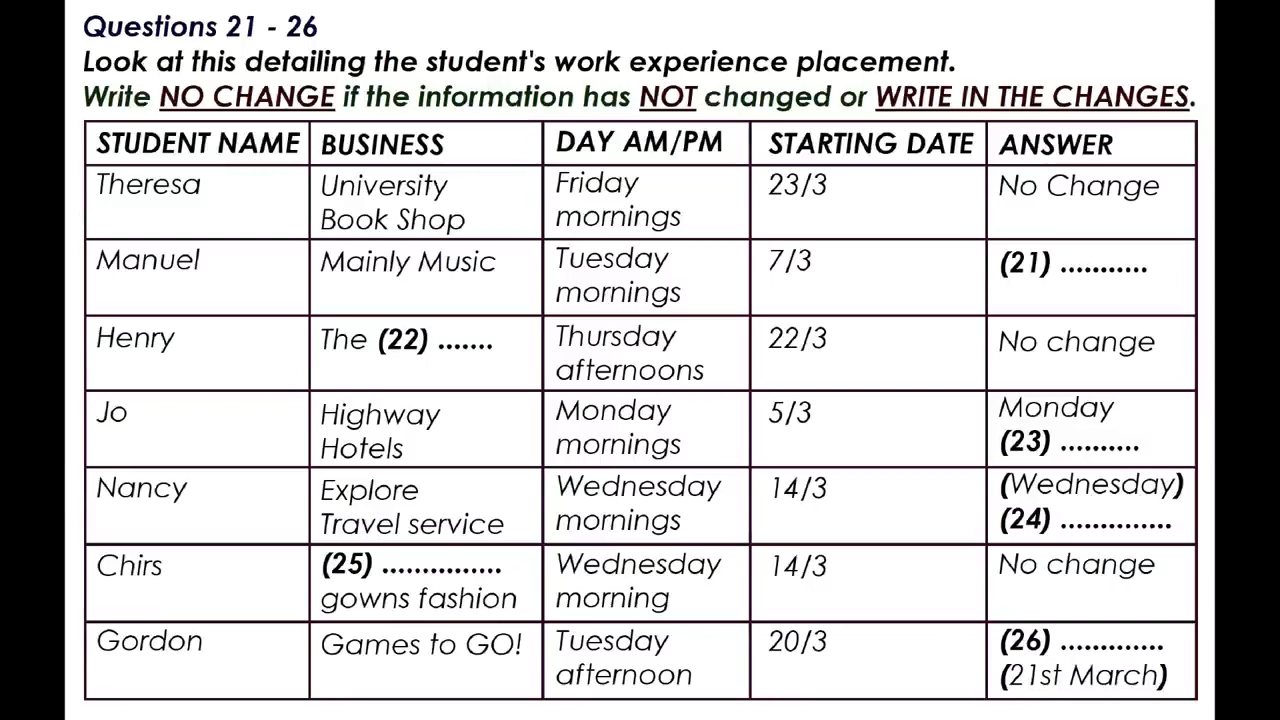 Questions 21 - 26
Look at this detailing the student's work experience placement.
Write NO CHANGE if the information has NOT changed or WRITE IN THE CHANGES.
STUDENT NAME BUSINESS DAY AM/PM STARTING DATE ANSWER
Theresa University Friday 23/3 No Change
Book Shop mornings
Manuel Mainly Music Tuesday 7/3 (21) ...........
mornings
Henry The (22) ....... Thursday 22/3 No change
afternoons
Jo Highway Monday 5/3 Monday
Hotels mornings (23) ..........
Nancy Explore Wednesday 14/3 (Wednesday)
Travel service mornings (24) ..............
Chirs (25) ............... Wednesday 14/3 No change
gowns fashion morning
Gordon Games to GO! Tuesday 20/3 (26) .............
afternoon (21st March)